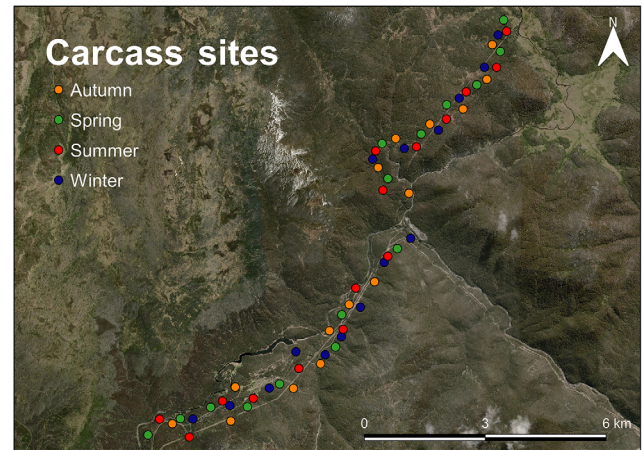 Carcass sites
N
Autumn
Spring
Summer
Winter
0 3 6 km